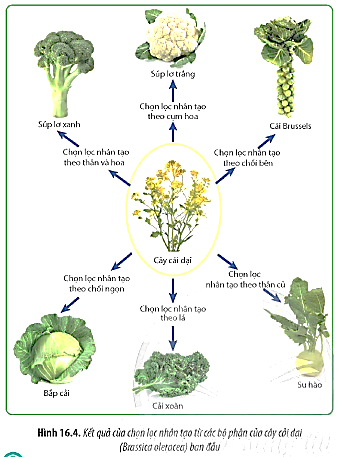 Súp lơ trắng
Súp lơ xanh
Cải Brussels
Chọn lọc nhân tạo
theo cụm hoa
Chọn lọc nhân tạo
theo thân và hoa
Chọn lọc nhân tạo
theo chồi bên
Cây cải dại
Chọn lọc nhân tạo
theo chồi ngọn
Chọn lọc nhân tạo
theo lá
Chọn lọc
nhân tạo theo thân củ
Bắp cải
Cải xoăn
Su hào
Hình 16.4. Kết quả của chọn lọc nhân tạo từ các bộ phận của cây cải dại
(Brassica oleracea) ban đầu